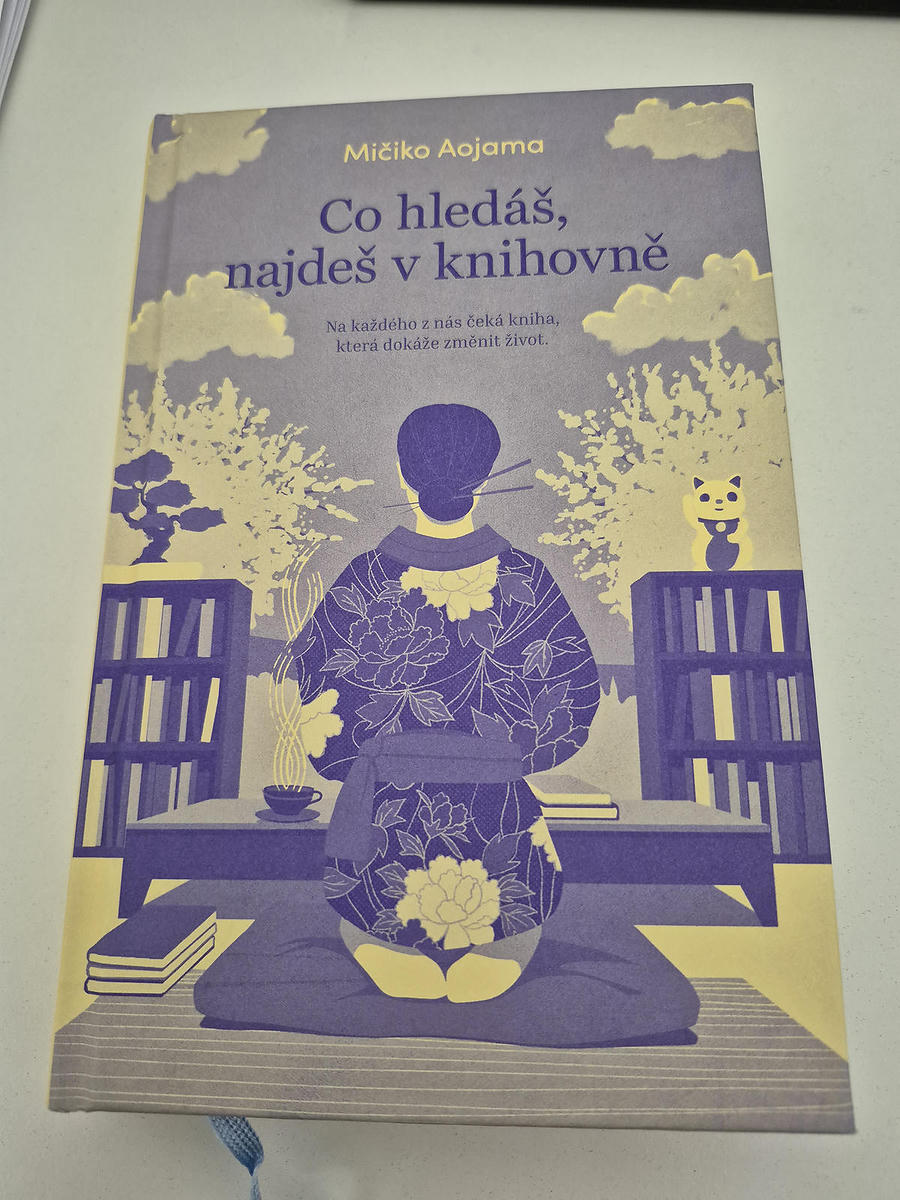 Mičiko Aojama
Co hledáš,
najdeš v knihovně
Na každého z nás čeká kniha,
která dokáže změnit život.